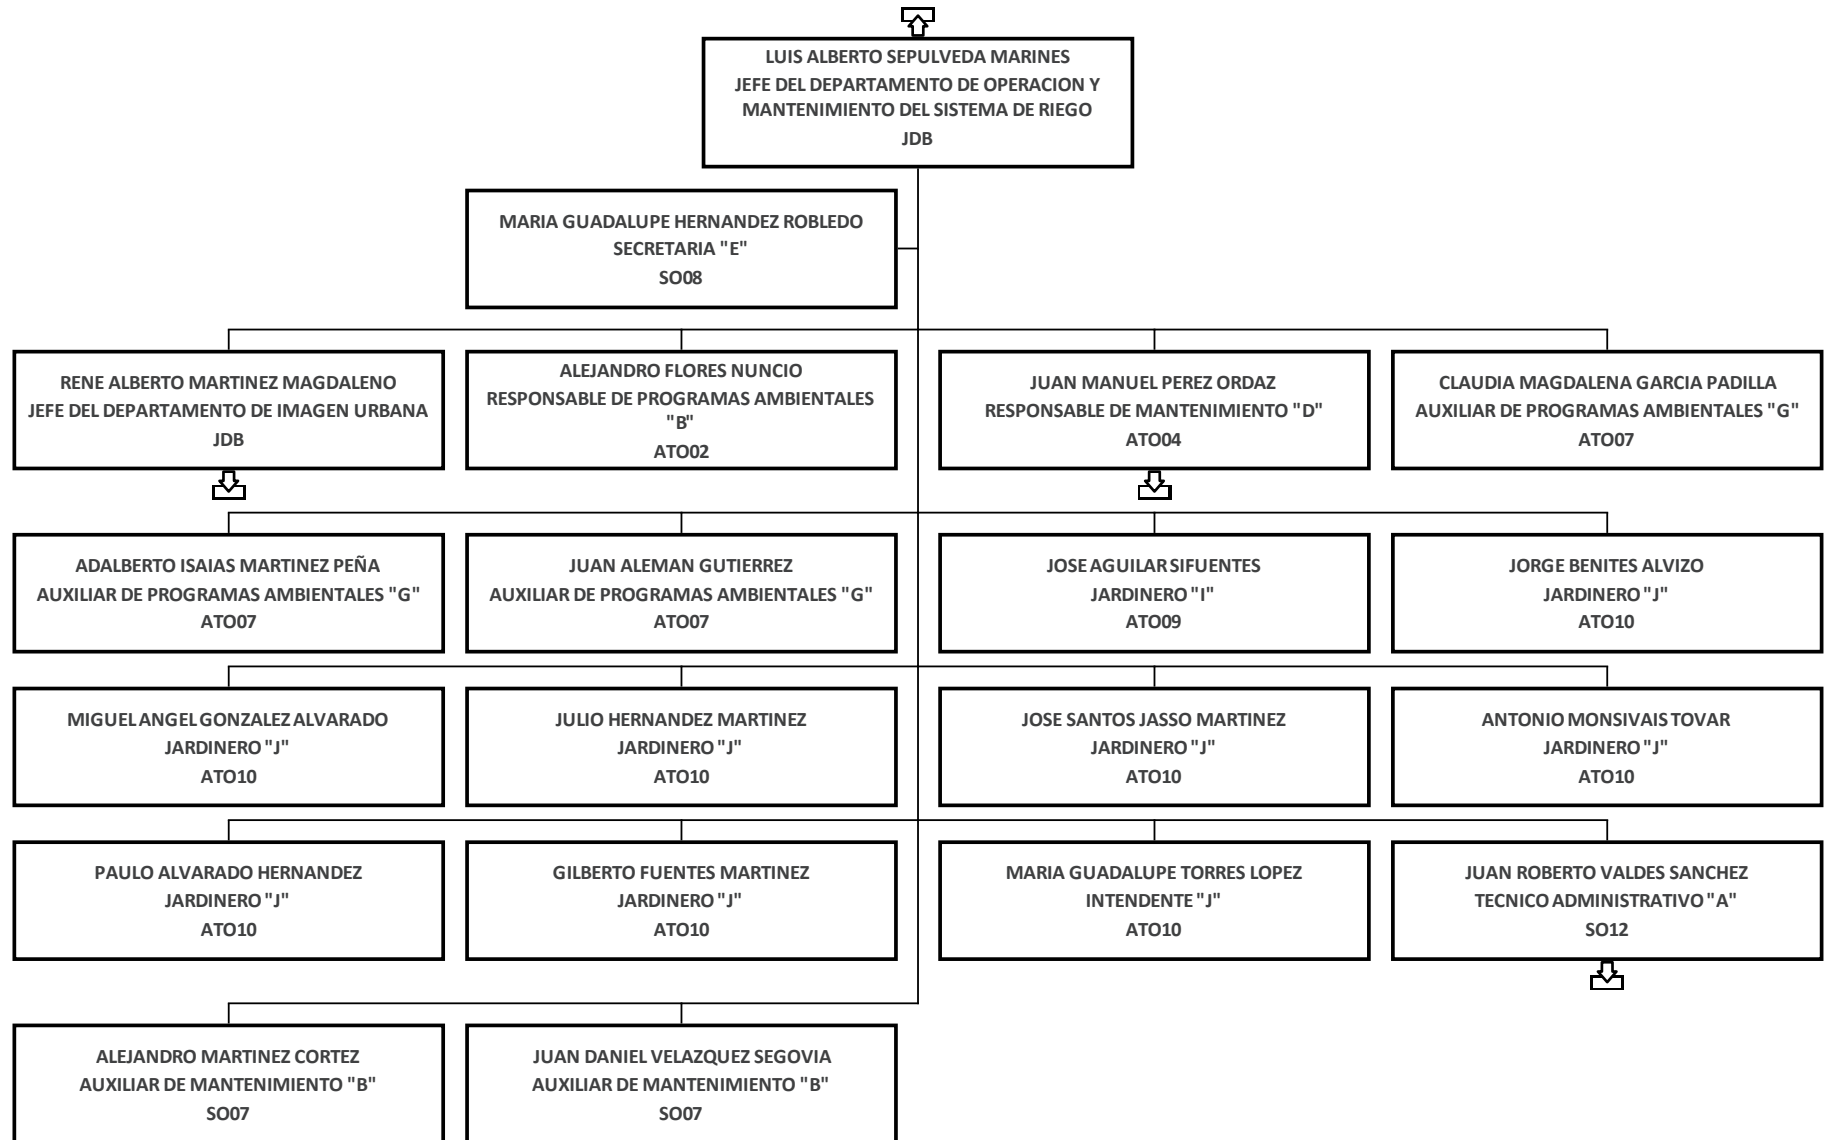 LUIS ALBERTO SEPULVEDA MARINES
JEFE DEL DEPARTAMENTO DE OPERACION Y
MANTENIMIENTO DEL SISTEMA DE RIEGO
JDB
MARIA GUADALUPE HERNANDEZ ROBLEDO
SECRETARIA "E"
SO08
RENE ALBERTO MARTINEZ MAGDALENO
JEFE DEL DEPARTAMENTO DE IMAGEN URBANA
JDB
ALEJANDRO FLORES NUNCIO
RESPONSABLE DE PROGRAMAS AMBIENTALES
"B"
ATO02
JUAN MANUEL PEREZ ORDAZ
RESPONSABLE DE MANTENIMIENTO "D"
ATO04
CLAUDIA MAGDALENA GARCIA PADILLA
AUXILIAR DE PROGRAMAS AMBIENTALES "G"
ATO07
ADALBERTO ISAIAS MARTINEZ PEÑA
AUXILIAR DE PROGRAMAS AMBIENTALES "G"
ATO07
JUAN ALEMAN GUTIERREZ
AUXILIAR DE PROGRAMAS AMBIENTALES "G"
ATO07
JOSE AGUILAR SIFUENTES
JARDINERO "I"
ATO09
JORGE BENITES ALVIZO
JARDINERO "J"
ATO10
MIGUEL ANGEL GONZALEZ ALVARADO
JARDINERO "J"
ATO10
JULIO HERNANDEZ MARTINEZ
JARDINERO "J"
ATO10
JOSE SANTOS JASSO MARTINEZ
JARDINERO "J"
ATO10
ANTONIO MONSIVAIS TOVAR
JARDINERO "J"
ATO10
PAULO ALVARADO HERNANDEZ
JARDINERO "J"
ATO10
GILBERTO FUENTES MARTINEZ
JARDINERO "J"
ATO10
MARIA GUADALUPE TORRES LOPEZ
INTENDENTE "J"
ATO10
JUAN ROBERTO VALDES SANCHEZ
TECNICO ADMINISTRATIVO "A"
SO12
ALEJANDRO MARTINEZ CORTEZ
AUXILIAR DE MANTENIMIENTO "B"
SO07
JUAN DANIEL VELAZQUEZ SEGOVIA
AUXILIAR DE MANTENIMIENTO "B"
SO07